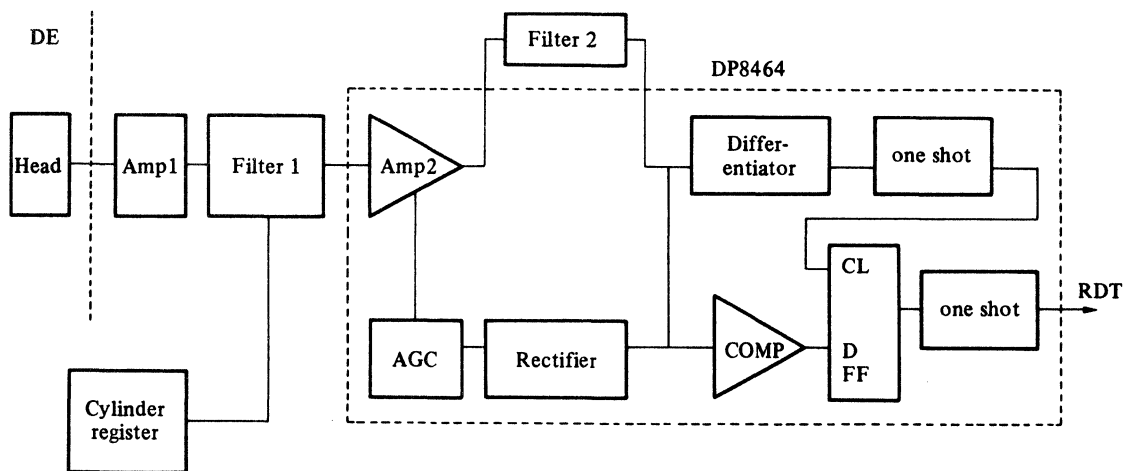 DE
Filter 2
DP8464
Head
Amp1
Filter 1
Amp2
Differ-
entiator
one shot
CL
RDT
one shot
AGC
Rectifier
COMP
D
FF
Cylinder
register